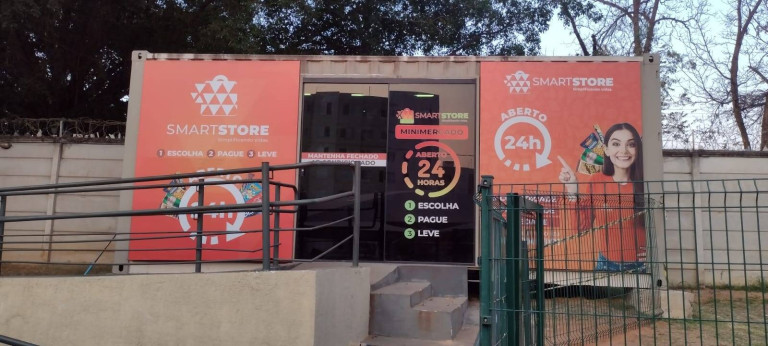 SMARTSTORE
1 ESCOLHA 2 PAGUE 3 LEVE
MANTENHA FECHADO
SMARTSTORE
MINIMERCADO
ABERTO
24
HORAS
1 ESCOLHA
2 PAGUE
3 LEVE
SMARTSTORE
ABERTO
24h